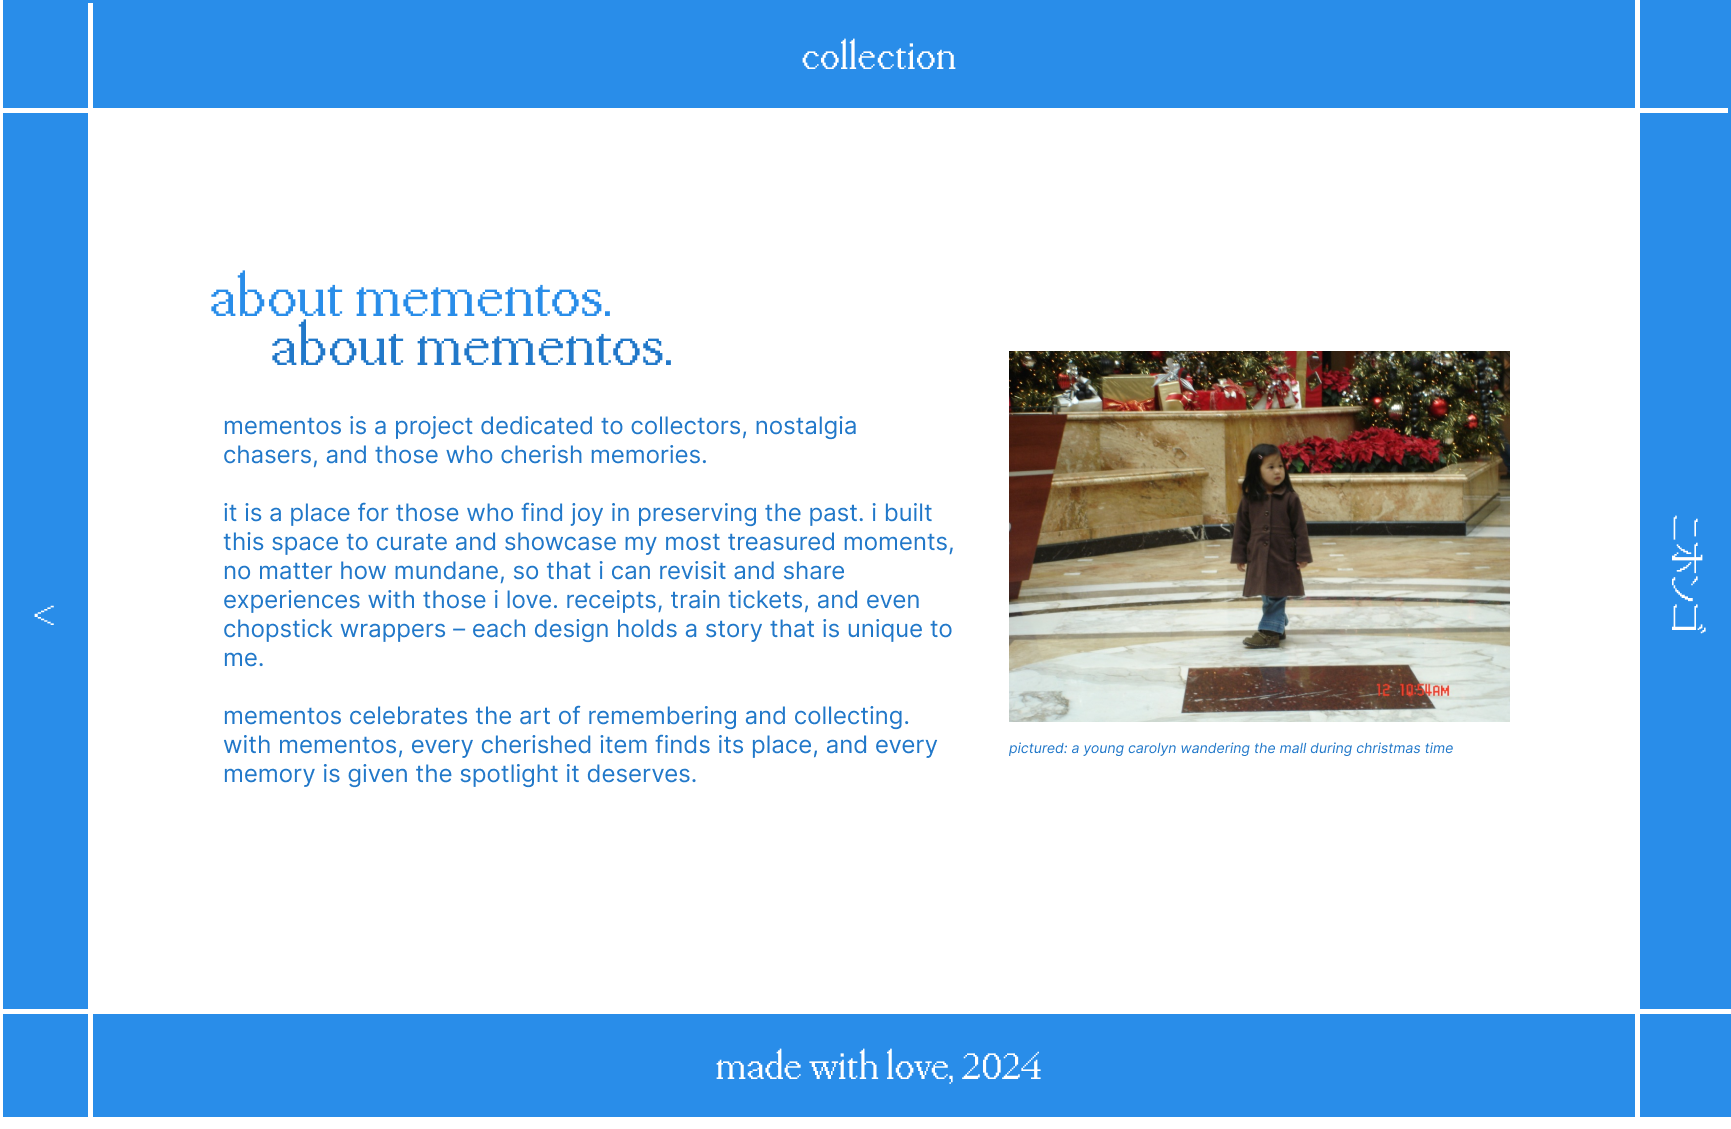 collection
about mementos.
about mementos.
mementos is a project dedicated to collectors, nostalgia
chasers, and those who cherish memories.
it is a place for those who find joy in preserving the past. i built
this space to curate and showcase my most treasured moments,
no matter how mundane, so that i can revisit and share
experiences with those i love. receipts, train tickets, and even
chopstick wrappers – each design holds a story that is unique to
me.
mementos celebrates the art of remembering and collecting.
with mementos, every cherished item finds its place, and every
memory is given the spotlight it deserves.
12 10:54AM
pictured: a young carolyn wandering the mall during christmas time
<
ニホンゴ
made with love, 2024